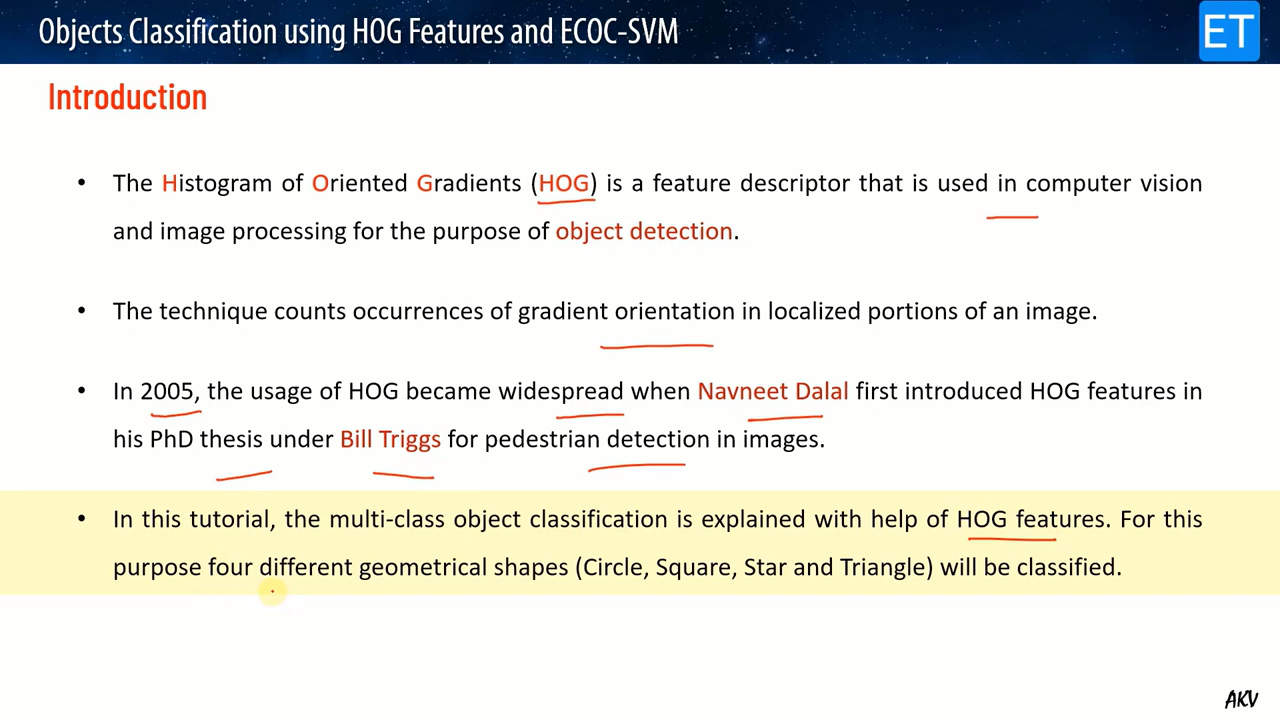 Objects Classification using HOG Features and ECOC-SVM
ET
Introduction
• The Histogram of Oriented Gradients (HOG) is a feature descriptor that is used in computer vision
and image processing for the purpose of object detection.
• The technique counts occurrences of gradient orientation in localized portions of an image.
• In 2005, the usage of HOG became widespread when Navneet Dalal first introduced HOG features in
his PhD thesis under Bill Triggs for pedestrian detection in images.
• In this tutorial, the multi-class object classification is explained with help of HOG features. For this
purpose four different geometrical shapes (Circle, Square, Star and Triangle) will be classified.
AKV